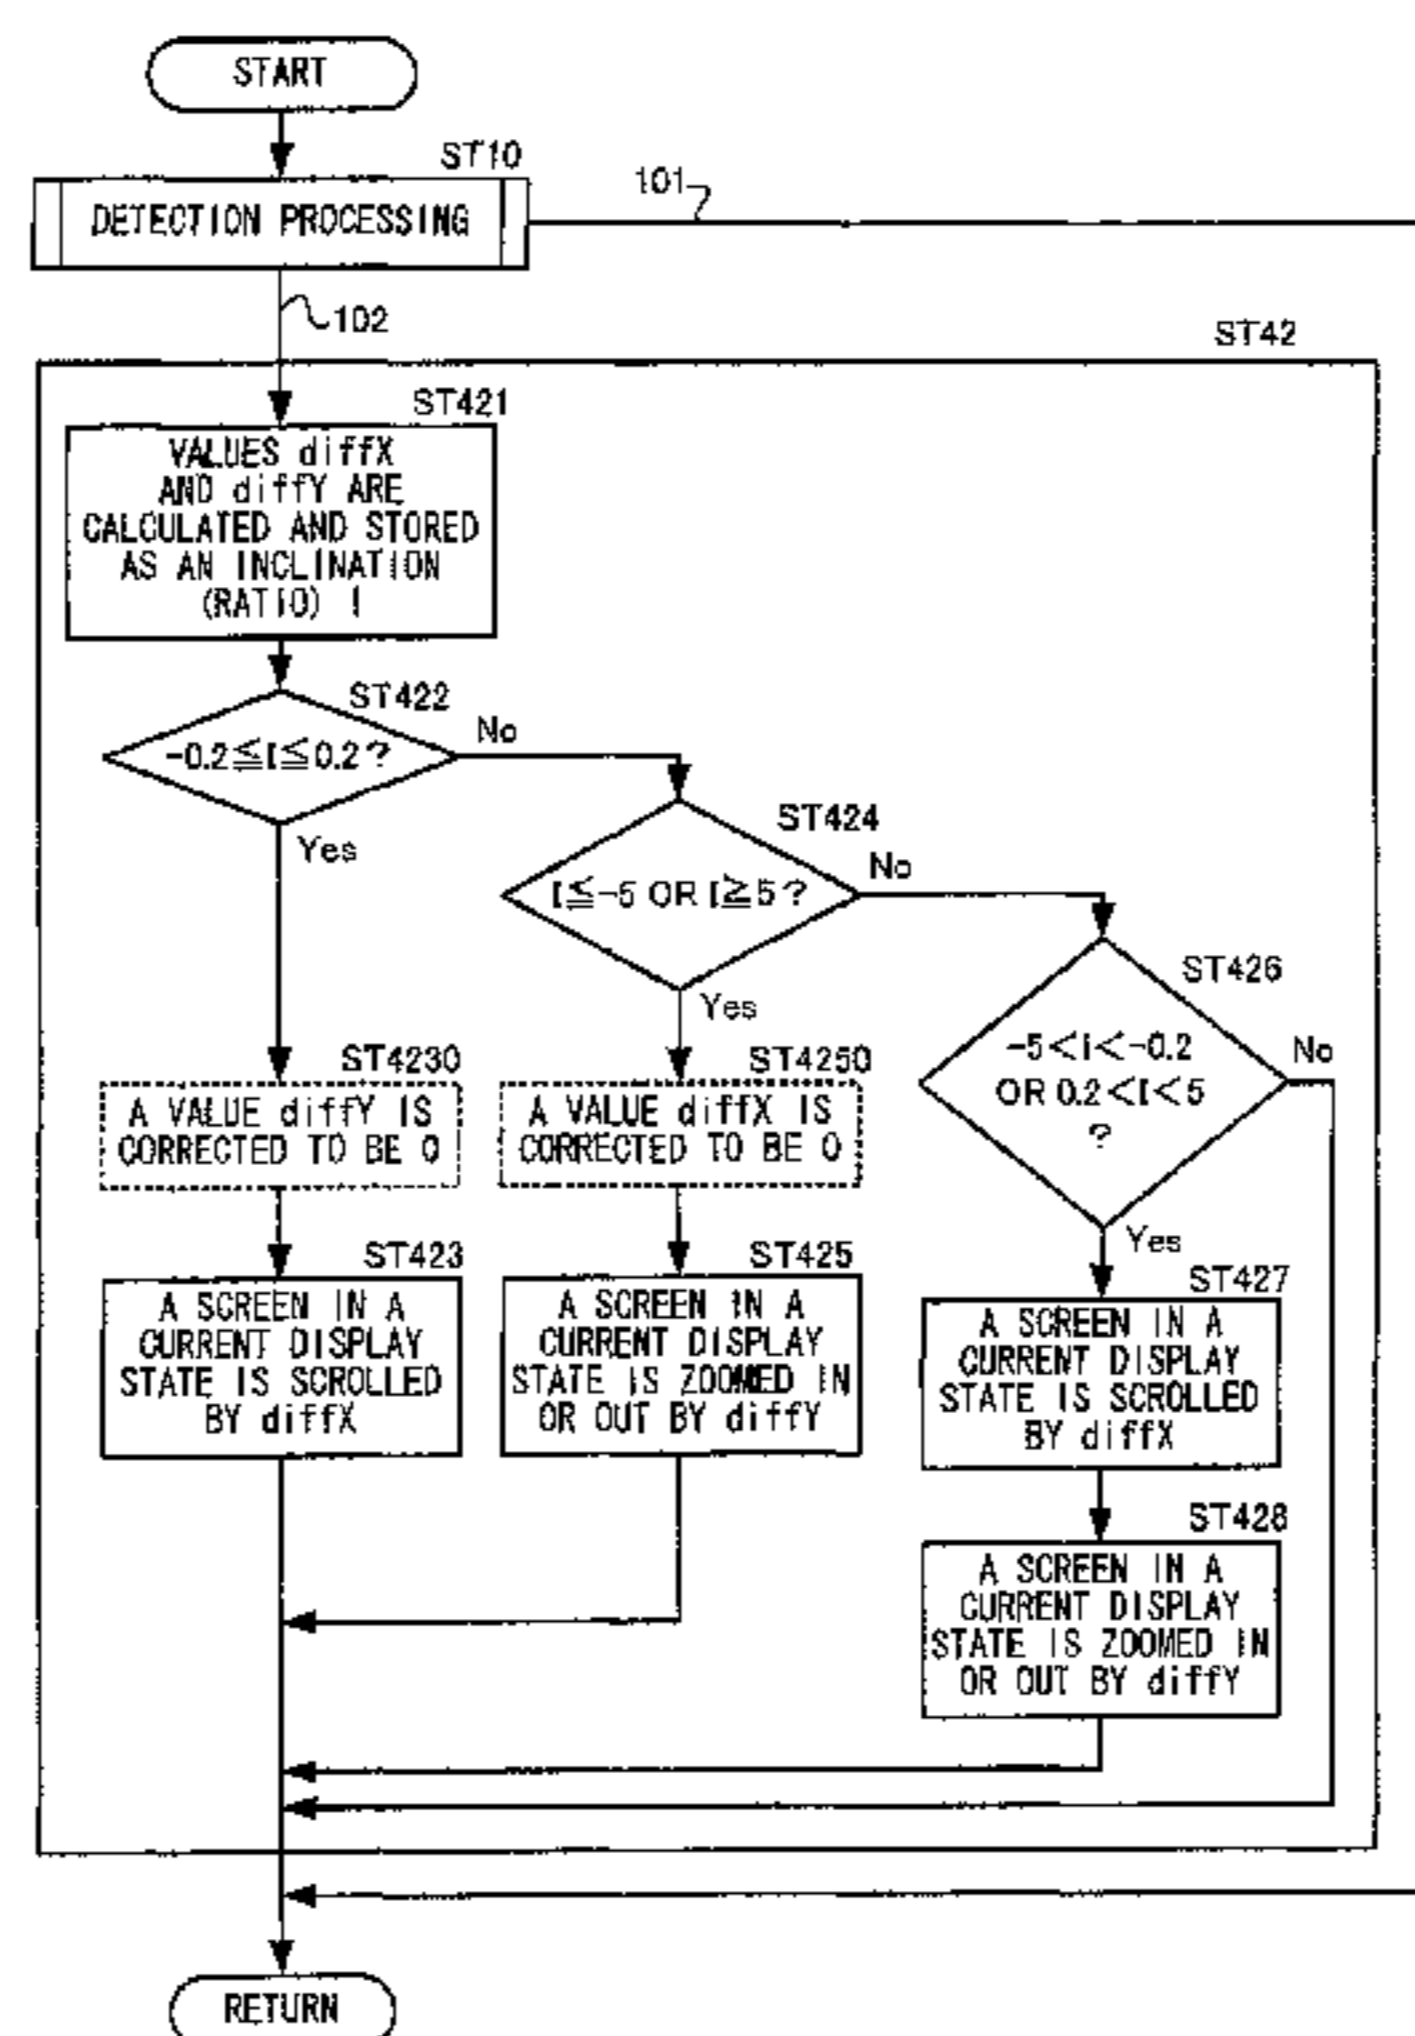 START
ST10
DETECTION PROCESSING
101
102
ST42
ST421
VALUES diffX
AND diffY ARE
CALCULATED AND STORED
AS AN INCLINATION
(RATIO) I
ST422
-0.2≦I≦0.2?
No
Yes
ST424
I≦-5 OR I≧5?
No
Yes
ST426
-5<I<-0.2
OR 0.2<I<5
?
No
Yes
ST4230
A VALUE diffY IS
CORRECTED TO BE 0
ST4250
A VALUE diffX IS
CORRECTED TO BE 0
ST423
A SCREEN IN A
CURRENT DISPLAY
STATE IS SCROLLED
BY diffX
ST425
A SCREEN IN A
CURRENT DISPLAY
STATE IS ZOOMED IN
OR OUT BY diffY
ST427
A SCREEN IN A
CURRENT DISPLAY
STATE IS SCROLLED
BY diffX
ST428
A SCREEN IN A
CURRENT DISPLAY
STATE IS ZOOMED IN
OR OUT BY diffY
RETURN